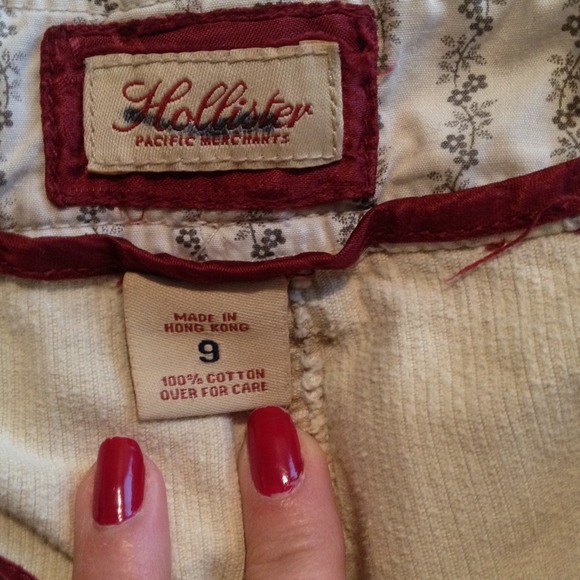 Hollister
PACIFIC MERCHANTS
MADE IN
HONG KONG
9
100% COTTON
OVER FOR CARE